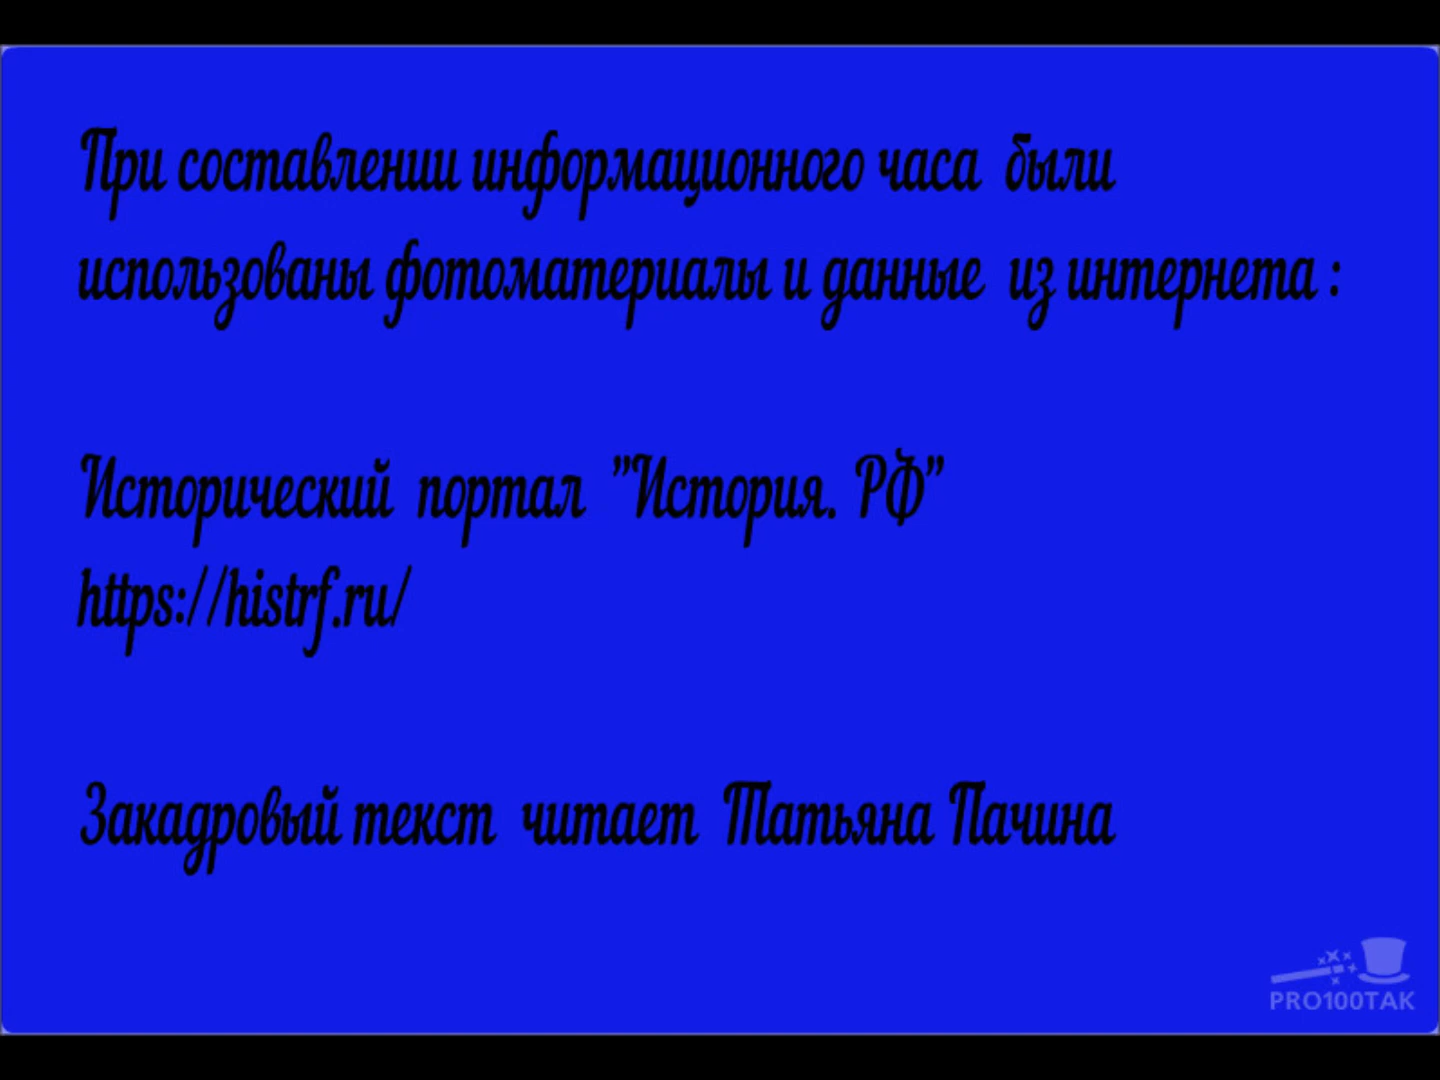 При составлении информационного часа были
использованы фотоматериалы и данные из интернета :
Исторический портал "История. РФ"
https://histrf.ru/
Закадровый текст читает Татьяна Пачина
PRO100TAK